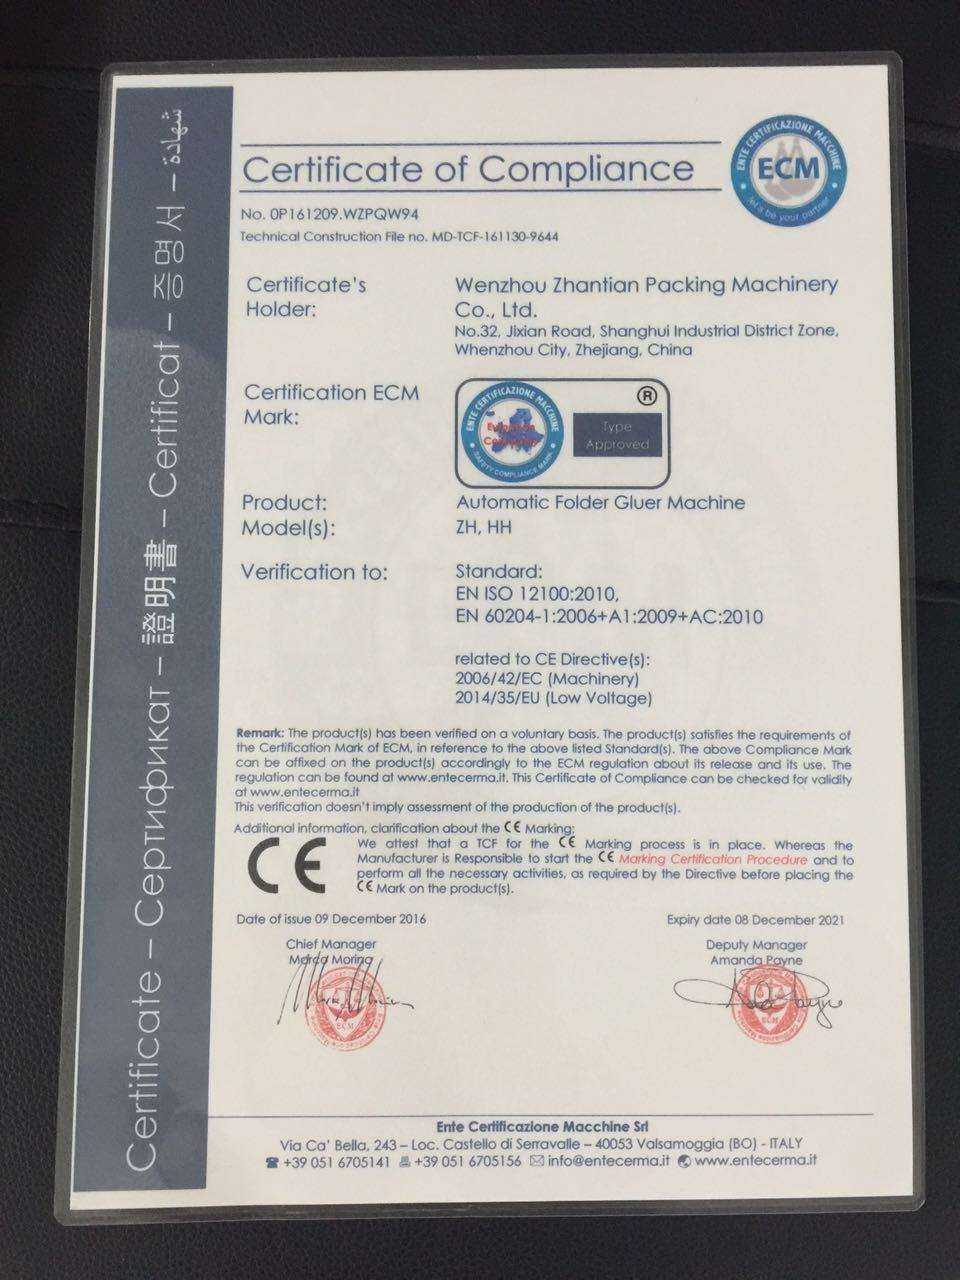 Certificate – Сертификат – 證明書 – Certificat – 증명서 – شهادة
Certificate of Compliance
ENTE CERTIFICAZIONE MACCHINE
ECM
let's be your partner
No. 0P161209.WZPQW94
Technical Construction File no. MD-TCF-161130-9644
Certificate's
Holder:
Wenzhou Zhantian Packing Machinery
Co., Ltd.
No.32, Jixian Road, Shanghui Industrial District Zone,
Whenzhou City, Zhejiang, China
Certification ECM
Mark:
ENTE CERTIFICAZIONE MACCHINE
SAFETY COMPLIANCE MARK
®
Type
Approved
Product: Automatic Folder Gluer Machine
Model(s): ZH, HH
Verification to: Standard:
EN ISO 12100:2010,
EN 60204-1:2006+A1:2009+AC:2010
related to CE Directive(s):
2006/42/EC (Machinery)
2014/35/EU (Low Voltage)
Remark: The product(s) has been verified on a voluntary basis. The product(s) satisfies the requirements of
the Certification Mark of ECM, in reference to the above listed Standard(s). The above Compliance Mark
can be affixed on the product(s) accordingly to the ECM regulation about its release and its use. The
regulation can be found at www.entecerma.it. This Certificate of Compliance can be checked for validity
at www.entecerma.it
This verification doesn't imply assessment of the production of the product(s).
Additional information, clarification about the CE Marking:
CE
We attest that a TCF for the CE Marking process is in place. Whereas the
Manufacturer is Responsible to start the CE Marking Certification Procedure and to
perform all the necessary activities, as required by the Directive before placing the
CE Mark on the product(s).
Date of issue 09 December 2016 Expiry date 08 December 2021
Chief Manager
Marco Morina
Deputy Manager
Amanda Payne
ECM
ECM
Ente Certificazione Macchine Srl
Via Ca' Bella, 243 – Loc. Castello di Serravalle – 40053 Valsamoggia (BO) - ITALY
+39 051 6705141 +39 051 6705156 info@entecerma.it www.entecerma.it